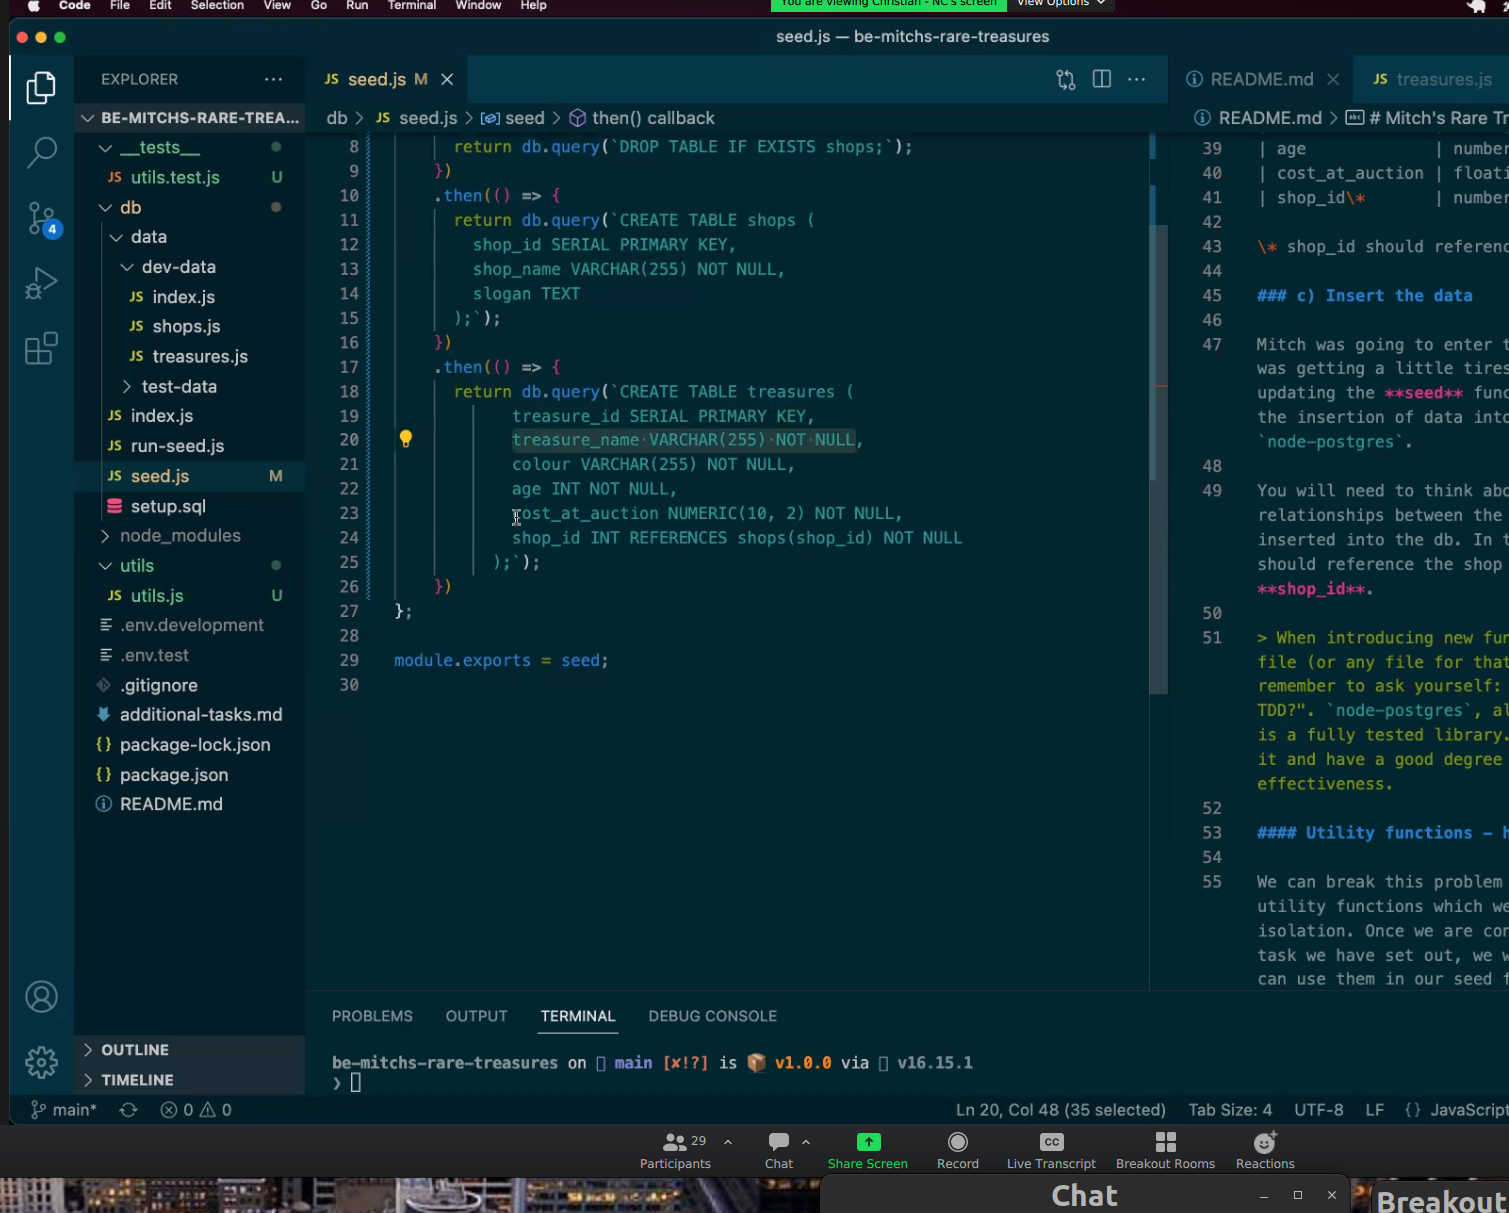 Code File Edit Selection View Go Run Terminal Window Help
You are viewing Christian - NC's screen View Options
seed.js — be-mitchs-rare-treasures
EXPLORER
BE-MITCHS-RARE-TREA...
__tests__
JS utils.test.js U
db
data
dev-data
JS index.js
JS shops.js
JS treasures.js
test-data
JS index.js
JS run-seed.js
JS seed.js M
setup.sql
node_modules
utils
JS utils.js U
.env.development
.env.test
.gitignore
additional-tasks.md
{} package-lock.json
{} package.json
README.md
OUTLINE
TIMELINE
4
JS seed.js M
db > JS seed.js > seed > then() callback
8 return db.query(`DROP TABLE IF EXISTS shops;`);
9 })
10 .then(() => {
11 return db.query(`CREATE TABLE shops (
12 shop_id SERIAL PRIMARY KEY,
13 shop_name VARCHAR(255) NOT NULL,
14 slogan TEXT
15 );`);
16 })
17 .then(() => {
18 return db.query(`CREATE TABLE treasures (
19 treasure_id SERIAL PRIMARY KEY,
20 treasure_name VARCHAR(255) NOT NULL,
21 colour VARCHAR(255) NOT NULL,
22 age INT NOT NULL,
23 cost_at_auction NUMERIC(10, 2) NOT NULL,
24 shop_id INT REFERENCES shops(shop_id) NOT NULL
25 );`);
26 })
27 };
28
29 module.exports = seed;
30
README.md JS treasures.js
README.md > # Mitch's Rare Tr
39 | age | number
40 | cost_at_auction | floati
41 | shop_id\* | number
42
43 \* shop_id should referenc
44
45 ### c) Insert the data
46
47 Mitch was going to enter t
was getting a little tires
updating the **seed** func
the insertion of data into
`node-postgres`.
48
49 You will need to think abo
relationships between the
inserted into the db. In t
should reference the shop
**shop_id**.
50
51 > When introducing new fun
file (or any file for that
remember to ask yourself:
TDD?". `node-postgres`, al
is a fully tested library.
it and have a good degree
effectiveness.
52
53 #### Utility functions - h
54
55 We can break this problem
utility functions which we
isolation. Once we are con
task we have set out, we w
can use them in our seed f
PROBLEMS OUTPUT TERMINAL DEBUG CONSOLE
be-mitchs-rare-treasures on main [x!?] is v1.0.0 via v16.15.1
❯
main* 0 0 Ln 20, Col 48 (35 selected) Tab Size: 4 UTF-8 LF {} JavaScript
29
CC
Participants Chat Share Screen Record Live Transcript Breakout Rooms Reactions
Chat
Breakout